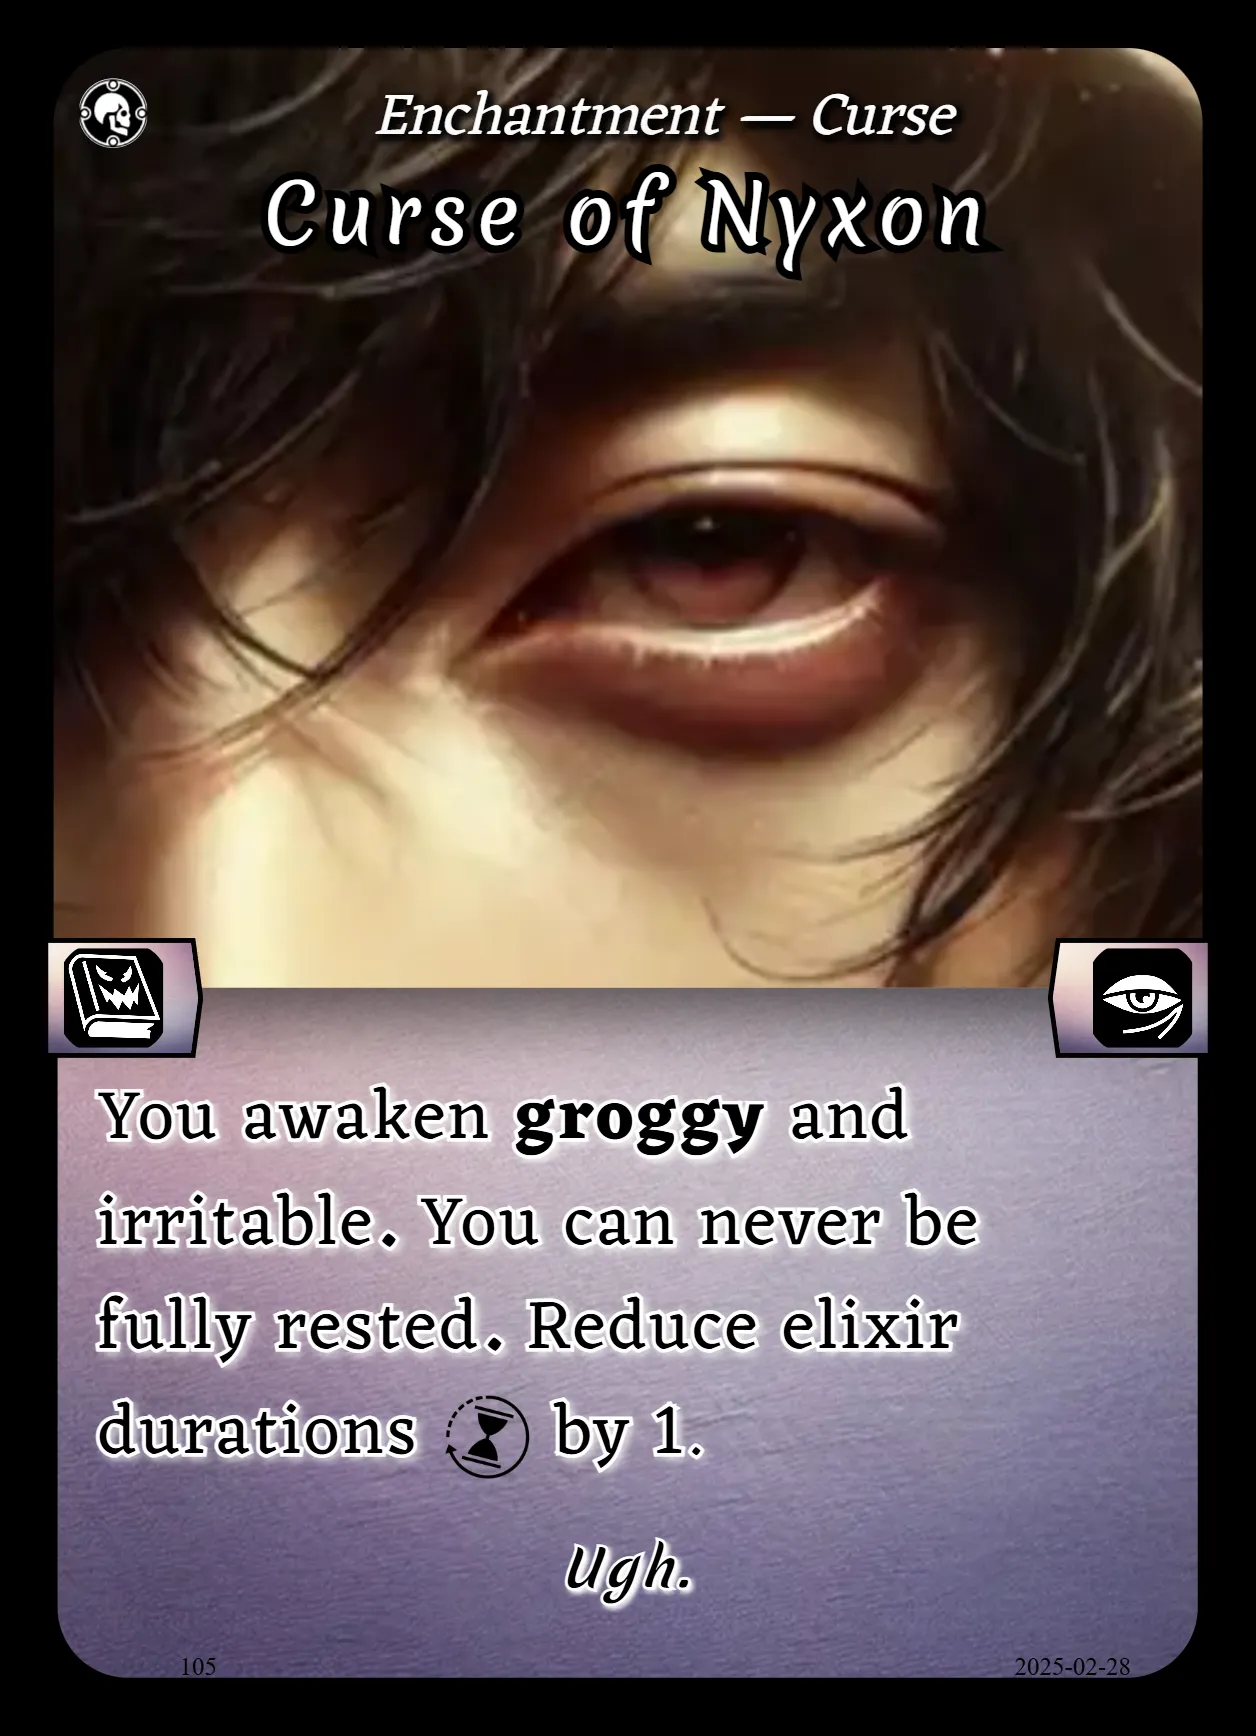 Enchantment — Curse
Curse of Nyxon
You awaken groggy and
irritable. You can never be
fully rested. Reduce elixir
durations by 1.
Ugh.
105
2025-02-28